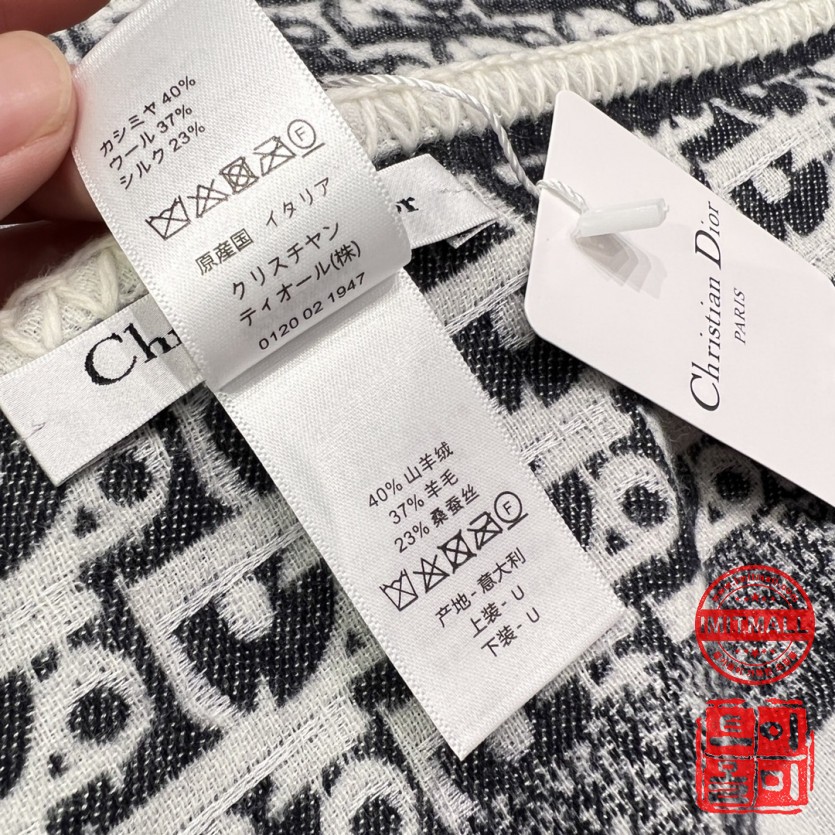 カシミヤ 40%
ウール 37%
シルク 23%
F
原産国 イタリア
クリスチャン
ディオール(株)
0120 02 1947
Ch
or
40% 山羊绒
37% 羊毛
23% 桑蚕丝
F
产地- 意大利
上装- U
下装- U
Christian Dior
PARIS
IMITMALL